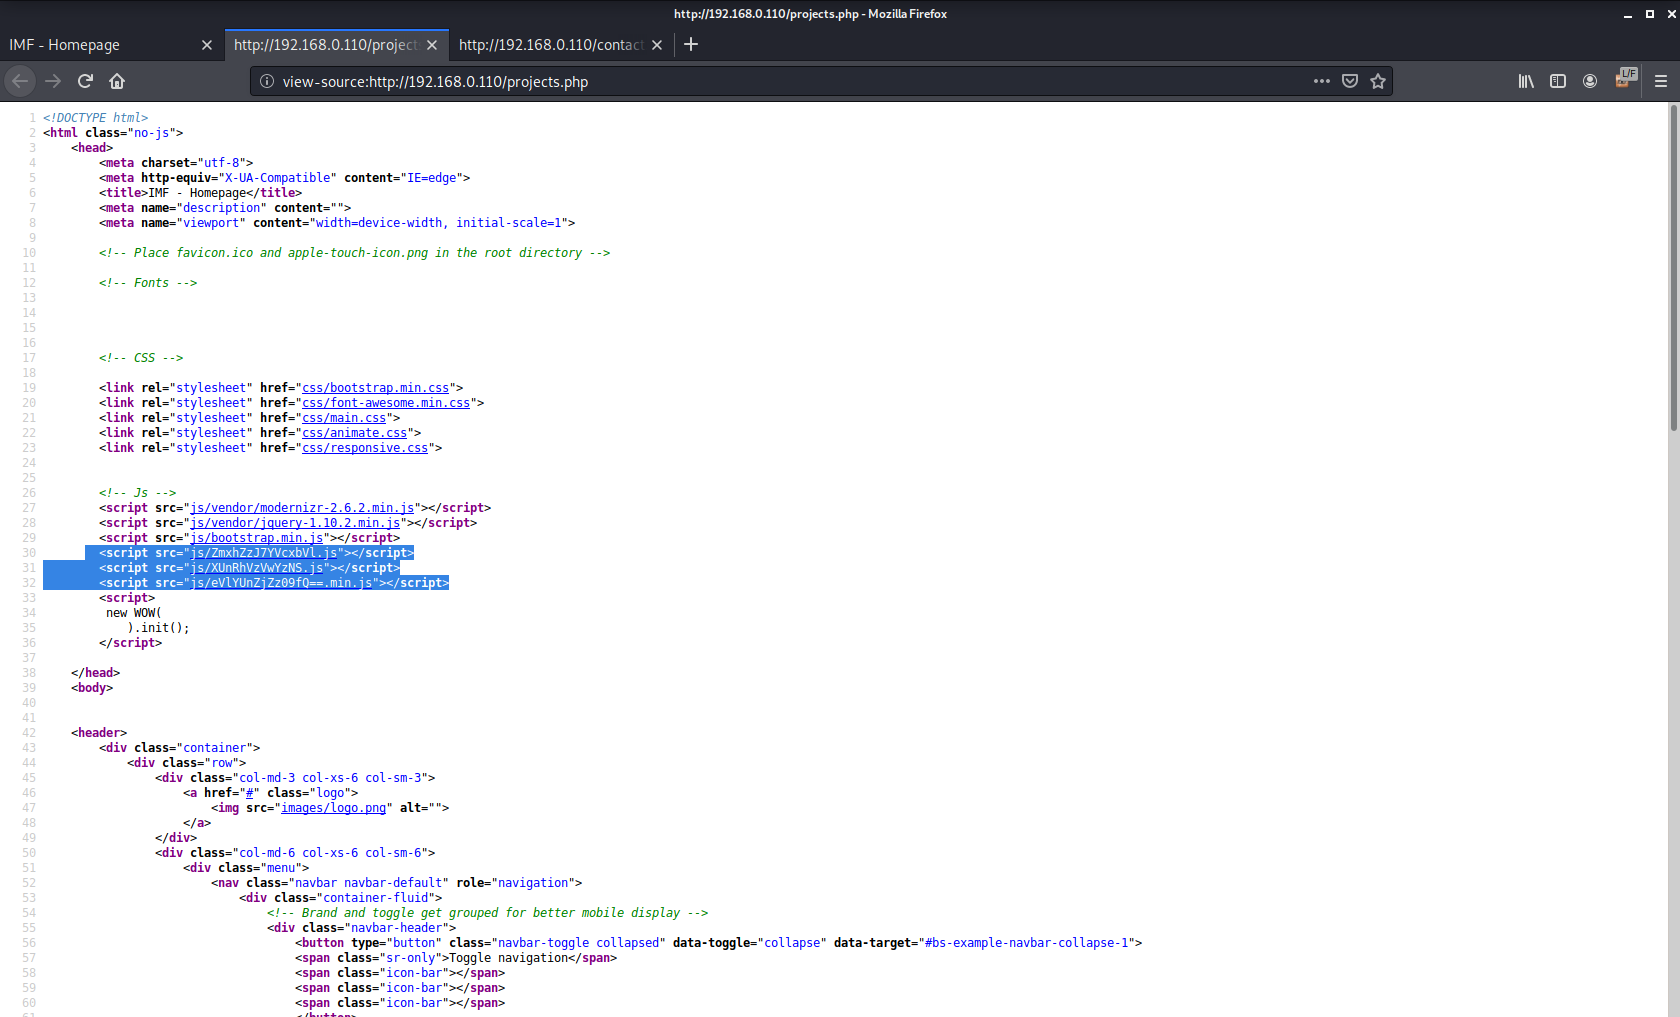 http://192.168.0.110/projects.php - Mozilla Firefox
IMF - Homepage
http://192.168.0.110/project
http://192.168.0.110/contact
view-source:http://192.168.0.110/projects.php
L/F
1 <!DOCTYPE html>
2 <html class="no-js">
3 <head>
4 <meta charset="utf-8">
5 <meta http-equiv="X-UA-Compatible" content="IE=edge">
6 <title>IMF - Homepage</title>
7 <meta name="description" content="">
8 <meta name="viewport" content="width=device-width, initial-scale=1">
9
10 <!-- Place favicon.ico and apple-touch-icon.png in the root directory -->
11
12 <!-- Fonts -->
13
14
15
16
17 <!-- CSS -->
18
19 <link rel="stylesheet" href="css/bootstrap.min.css">
20 <link rel="stylesheet" href="css/font-awesome.min.css">
21 <link rel="stylesheet" href="css/main.css">
22 <link rel="stylesheet" href="css/animate.css">
23 <link rel="stylesheet" href="css/responsive.css">
24
25
26 <!-- Js -->
27 <script src="js/vendor/modernizr-2.6.2.min.js"></script>
28 <script src="js/vendor/jquery-1.10.2.min.js"></script>
29 <script src="js/bootstrap.min.js"></script>
30 <script src="js/ZmxhZzJ7YVcxbVl.js"></script>
31 <script src="js/XUnRhVzVwYzNS.js"></script>
32 <script src="js/eVlYUnZjZz09fQ==.min.js"></script>
33 <script>
34 new WOW(
35 ).init();
36 </script>
37
38 </head>
39 <body>
40
41
42 <header>
43 <div class="container">
44 <div class="row">
45 <div class="col-md-3 col-xs-6 col-sm-3">
46 <a href="#" class="logo">
47 <img src="images/logo.png" alt="">
48 </a>
49 </div>
50 <div class="col-md-6 col-xs-6 col-sm-6">
51 <div class="menu">
52 <nav class="navbar navbar-default" role="navigation">
53 <div class="container-fluid">
54 <!-- Brand and toggle get grouped for better mobile display -->
55 <div class="navbar-header">
56 <button type="button" class="navbar-toggle collapsed" data-toggle="collapse" data-target="#bs-example-navbar-collapse-1">
57 <span class="sr-only">Toggle navigation</span>
58 <span class="icon-bar"></span>
59 <span class="icon-bar"></span>
60 <span class="icon-bar"></span>
61 </button>